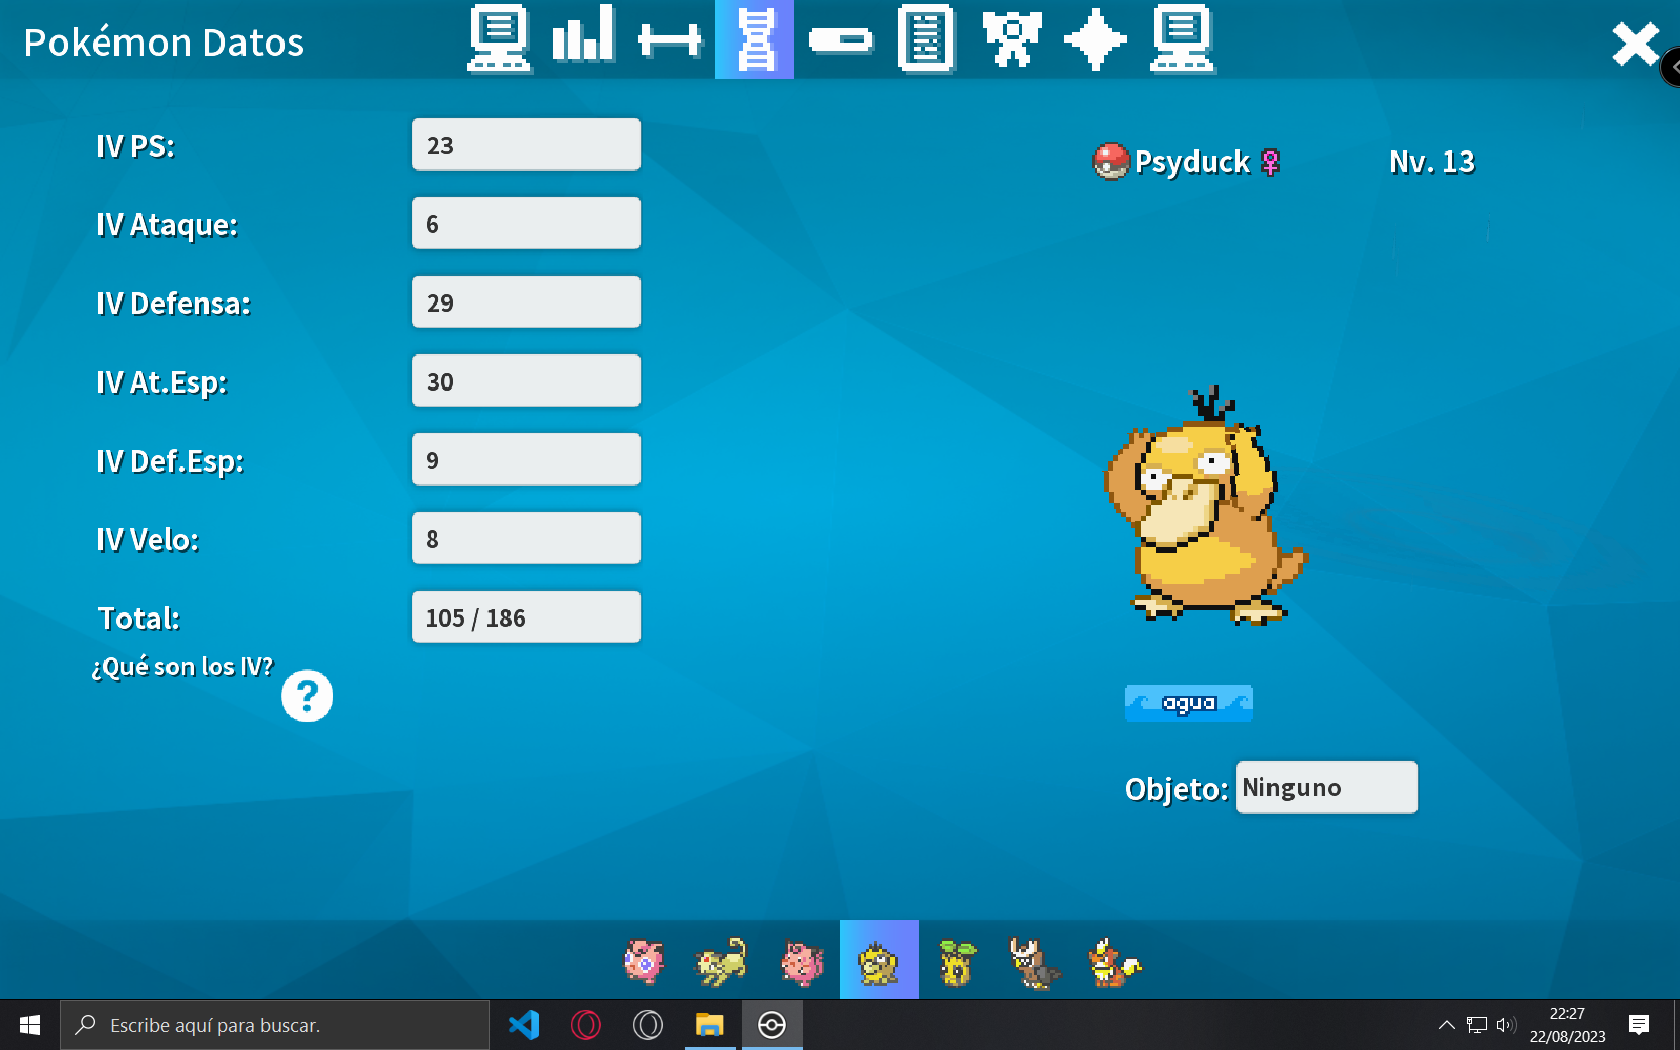 Pokémon Datos
IV PS: 23
IV Ataque: 6
IV Defensa: 29
IV At.Esp: 30
IV Def.Esp: 9
IV Velo: 8
Total: 105 / 186
¿Qué son los IV?
?
Psyduck ♀ Nv. 13
agua
Objeto: Ninguno
Escribe aquí para buscar.
22:27
22/08/2023